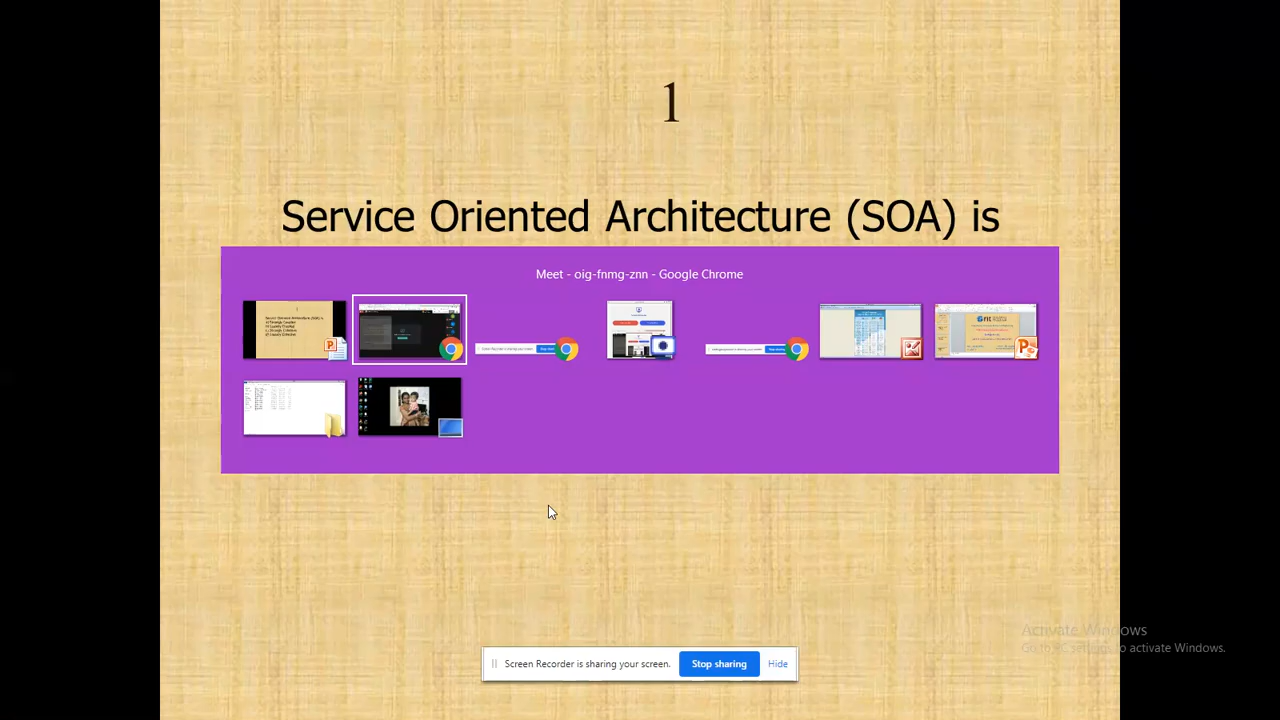 1
Service Oriented Architecture (SOA) is
Meet - oig-fnmg-znn - Google Chrome
Screen Recorder is sharing your screen. Stop sharing Hide
Activate Windows
Go to PC settings to activate Windows.